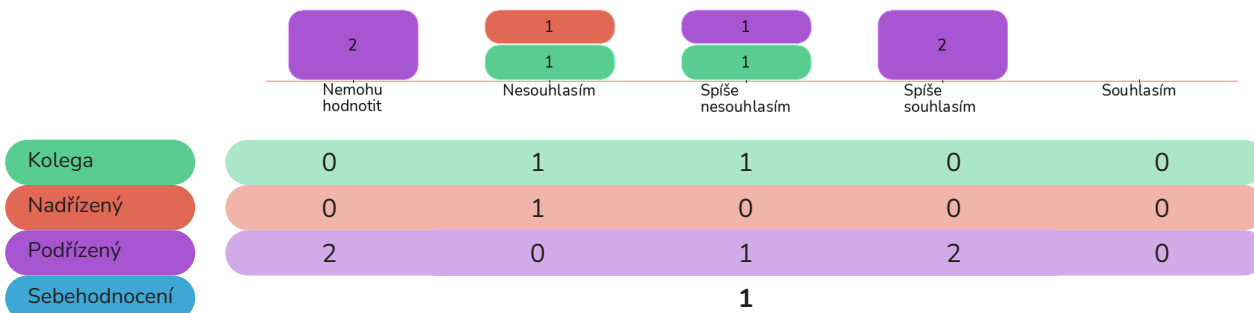 2
1
1
1
1
2
Nemohu
hodnotit
Nesouhlasím
Spíše
nesouhlasím
Spíše
souhlasím
Souhlasím
Kolega 0 1 1 0 0
Nadřízený 0 1 0 0 0
Podřízený 2 0 1 2 0
Sebehodnocení 1